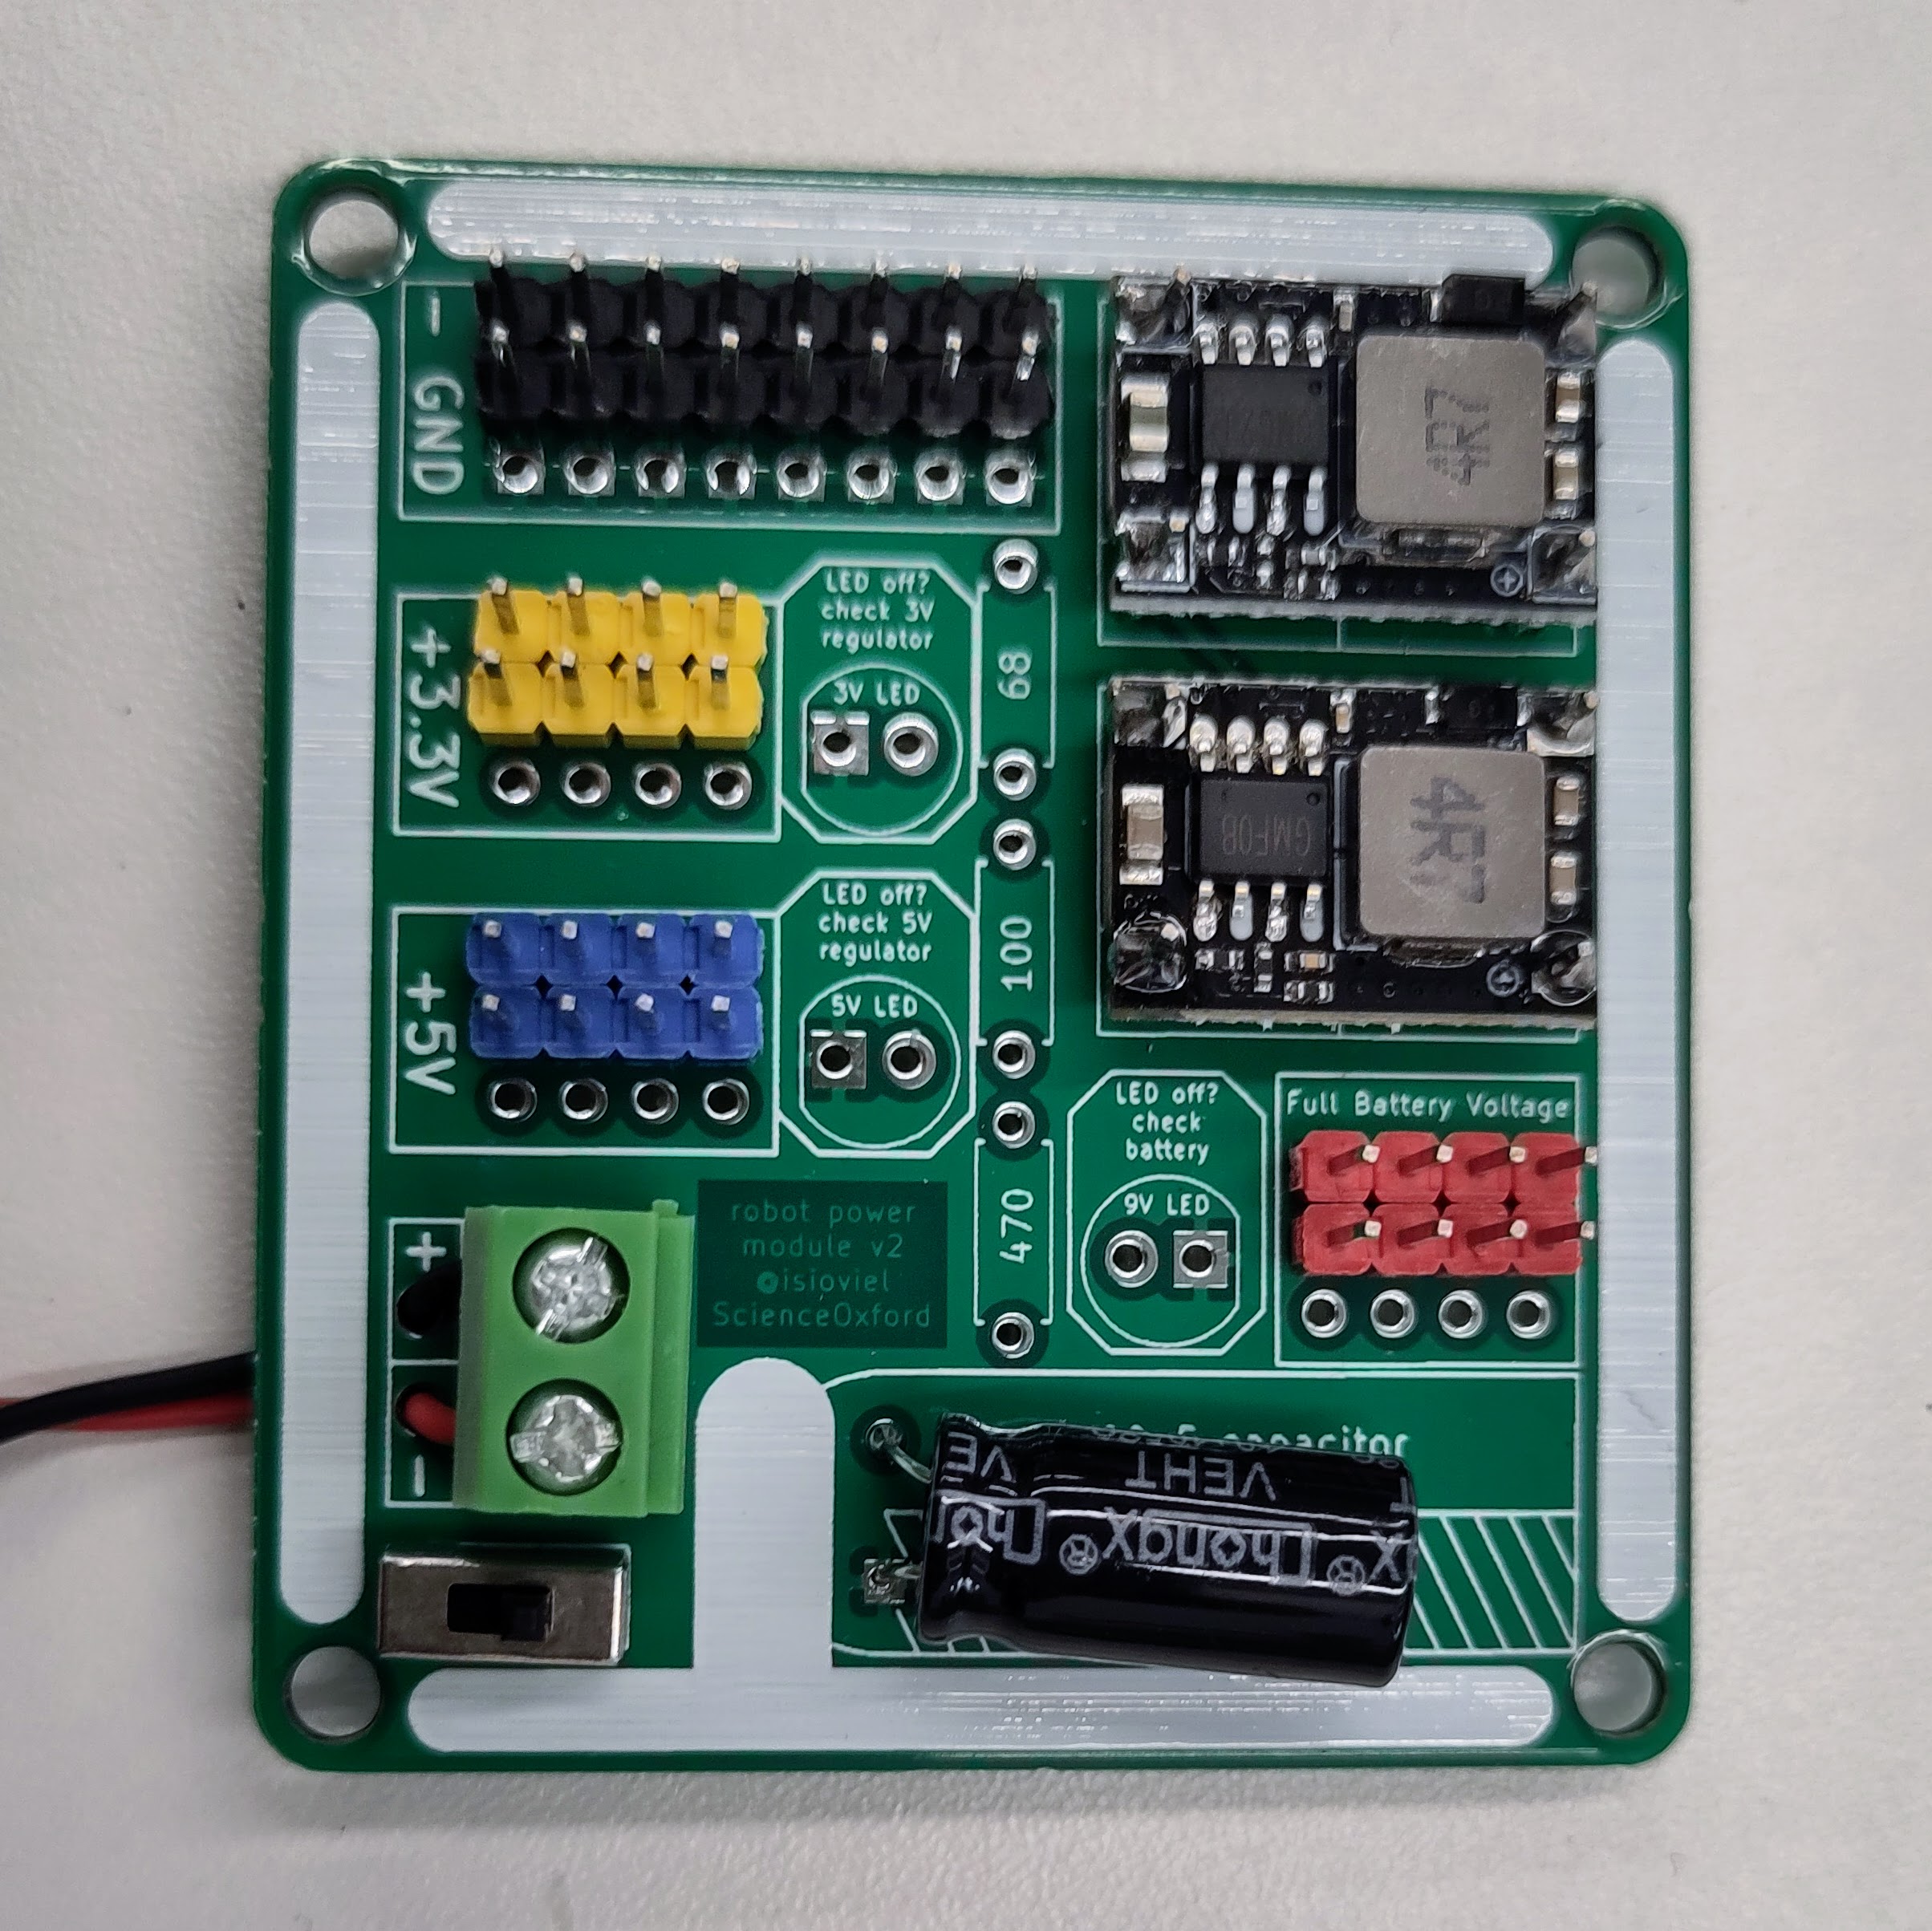 - GND
4R7
LED off?
check 3V
regulator
3V LED
68
+3.3V
GMF0B
4R7
LED off?
check 5V
regulator
5V LED
100
+5V
LED off?
check
battery
9V LED
Full Battery Voltage
470
robot power
module v2
@isioviel
ScienceOxford
+
-
capacitor
VE VEHT
ChongX®